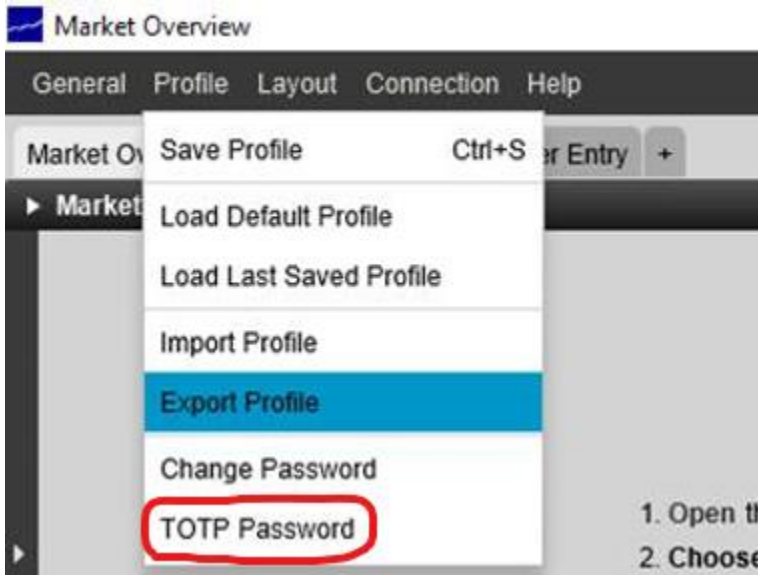 Market Overview
General Profile Layout Connection Help
Market Ov
Save Profile Ctrl+S
er Entry +
Market
Load Default Profile
Load Last Saved Profile
Import Profile
Export Profile
Change Password
TOTP Password
1. Open th
2. Choose